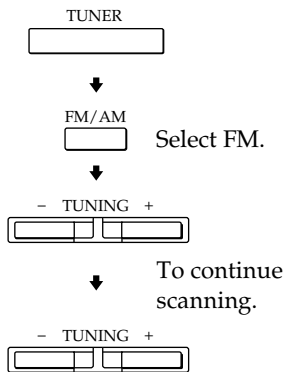 TUNER
FM/AM
Select FM.
– TUNING +
To continue
scanning.
– TUNING +